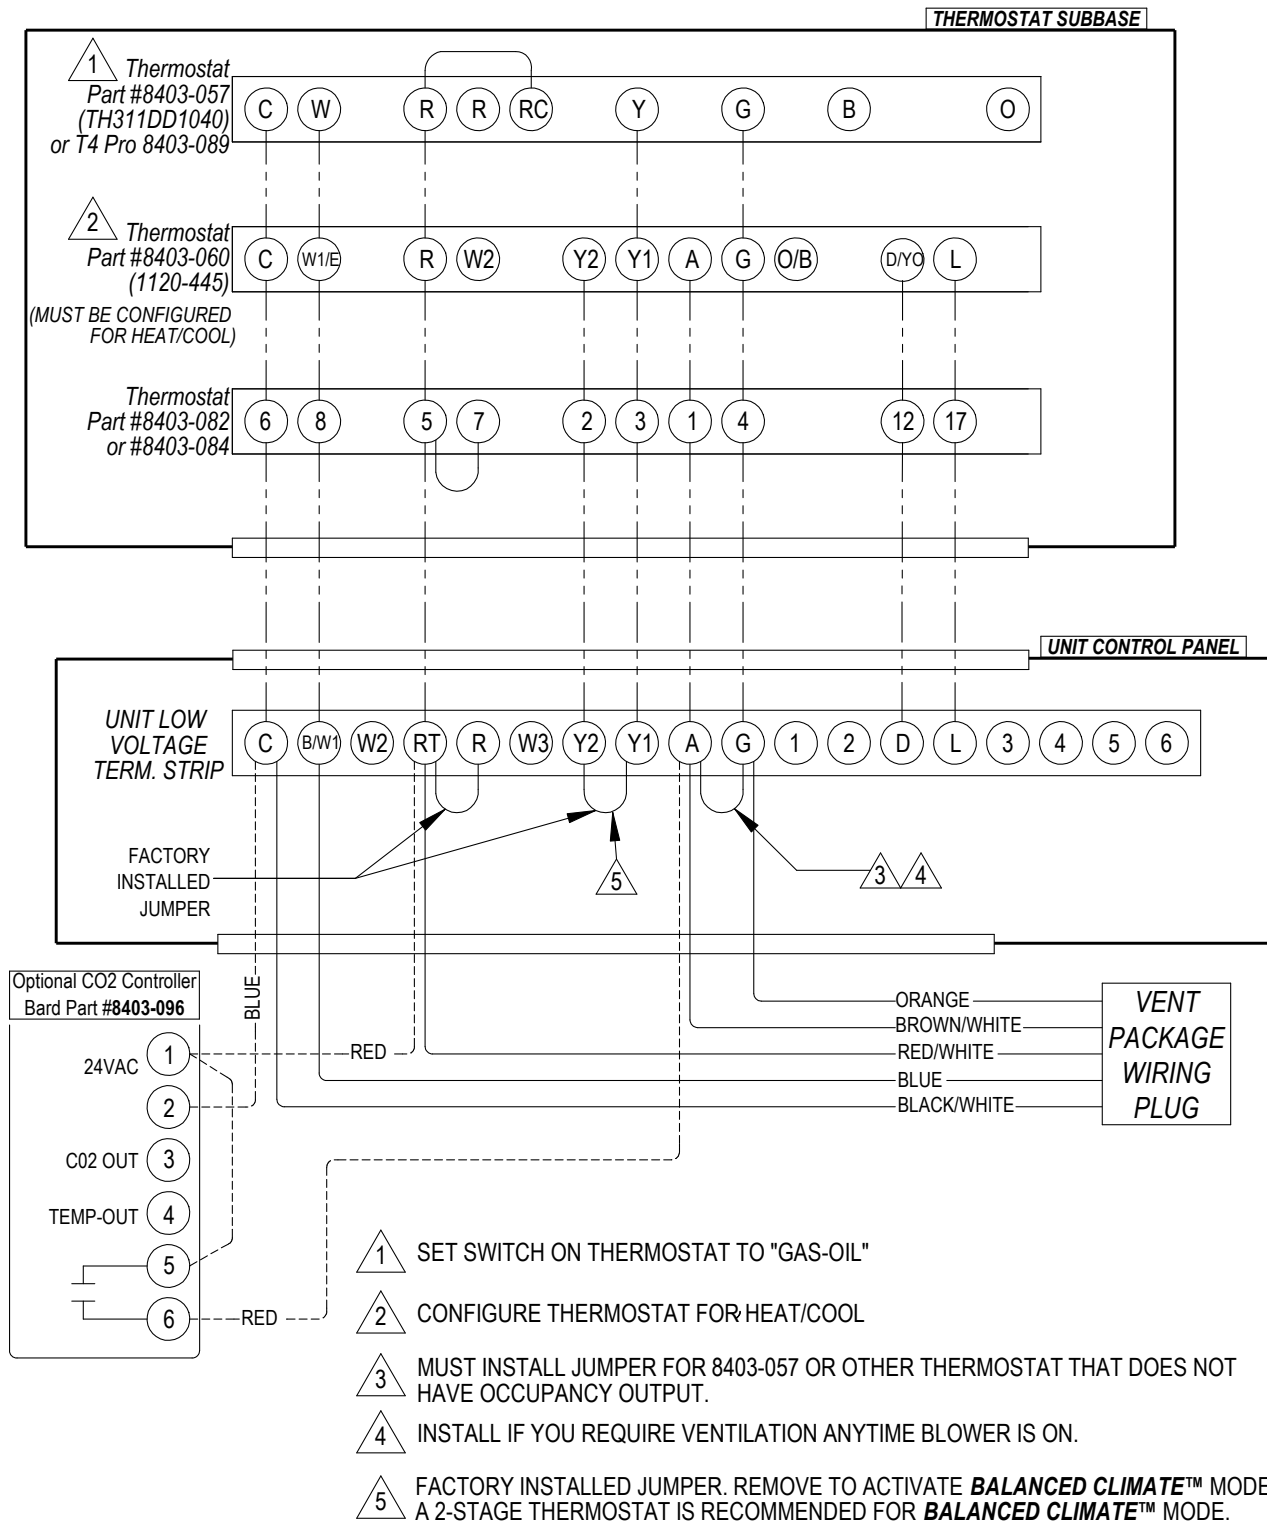 THERMOSTAT SUBBASE
1 Thermostat
Part #8403-057
(TH311DD1040)
or T4 Pro 8403-089
C W R R RC Y G B O
2 Thermostat
Part #8403-060
(1120-445)
(MUST BE CONFIGURED
FOR HEAT/COOL)
C W1/E R W2 Y2 Y1 A G O/B D/YO L
Thermostat
Part #8403-082
or #8403-084
6 8 5 7 2 3 1 4 12 17
UNIT CONTROL PANEL
UNIT LOW
VOLTAGE
TERM. STRIP
C B/W1 W2 RT R W3 Y2 Y1 A G 1 2 D L 3 4 5 6
FACTORY
INSTALLED
JUMPER
5
3 4
Optional CO2 Controller
Bard Part #8403-096
BLUE
24VAC 1
2
C02 OUT 3
TEMP-OUT 4
5
6
RED
RED
ORANGE
BROWN/WHITE
RED/WHITE
BLUE
BLACK/WHITE
VENT
PACKAGE
WIRING
PLUG
1 SET SWITCH ON THERMOSTAT TO "GAS-OIL"
2 CONFIGURE THERMOSTAT FOR HEAT/COOL
3 MUST INSTALL JUMPER FOR 8403-057 OR OTHER THERMOSTAT THAT DOES NOT
HAVE OCCUPANCY OUTPUT.
4 INSTALL IF YOU REQUIRE VENTILATION ANYTIME BLOWER IS ON.
5 FACTORY INSTALLED JUMPER. REMOVE TO ACTIVATE BALANCED CLIMATE™ MODE
A 2-STAGE THERMOSTAT IS RECOMMENDED FOR BALANCED CLIMATE™ MODE.